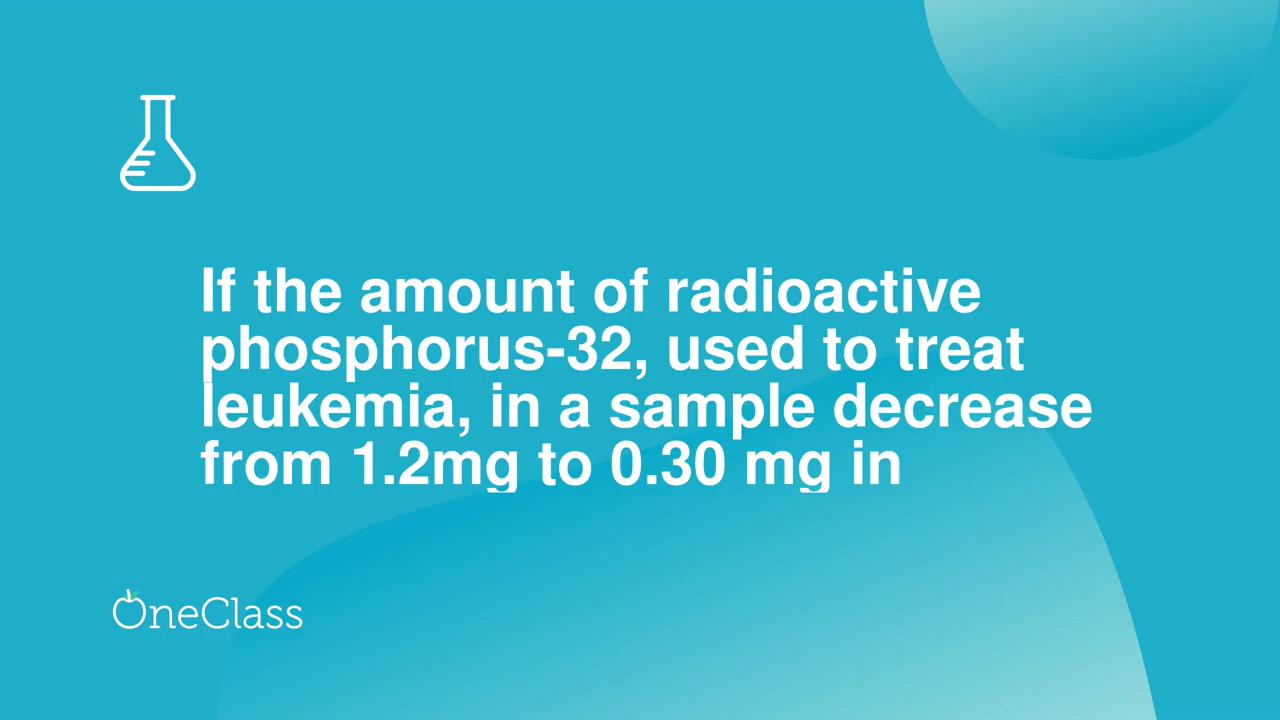 If the amount of radioactive
phosphorus-32, used to treat
leukemia, in a sample decrease
from 1.2mg to 0.30 mg in
OneClass